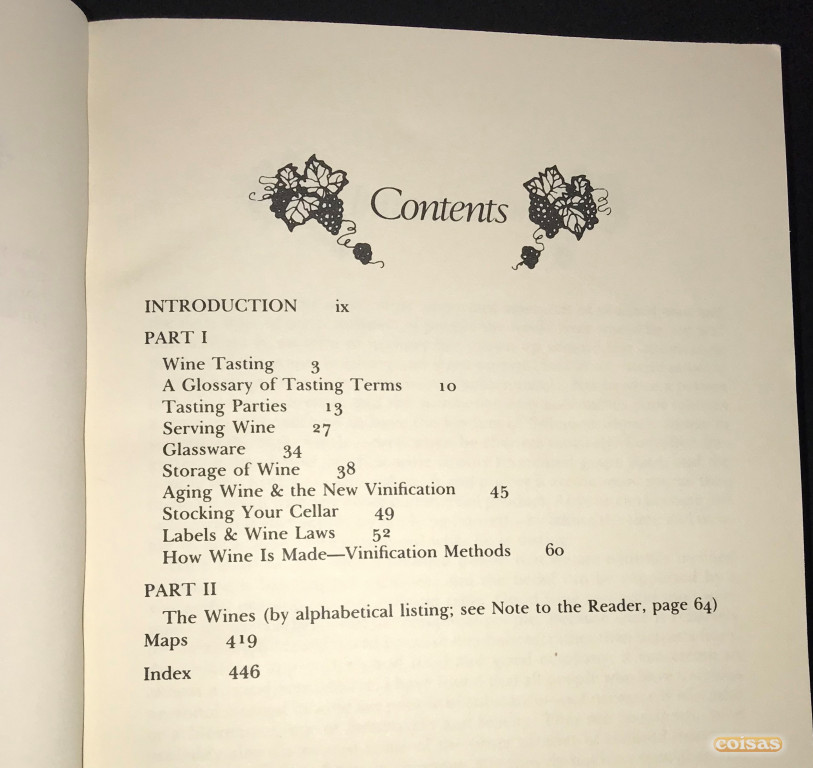 Contents
INTRODUCTION ix
PART I
Wine Tasting 3
A Glossary of Tasting Terms 10
Tasting Parties 13
Serving Wine 27
Glassware 34
Storage of Wine 38
Aging Wine & the New Vinification 45
Stocking Your Cellar 49
Labels & Wine Laws 52
How Wine Is Made—Vinification Methods 60
PART II
The Wines (by alphabetical listing; see Note to the Reader, page 64)
Maps 419
Index 446
coisas